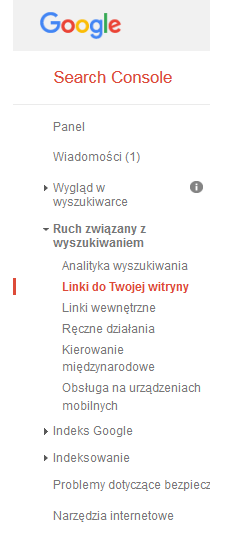 Google
Search Console
Panel
Wiadomości (1)
Wygląd w
wyszukiwarce
Ruch związany z
wyszukiwaniem
Analityka wyszukiwania
Linki do Twojej witryny
Linki wewnętrzne
Ręczne działania
Kierowanie
międzynarodowe
Obsługa na urządzeniach
mobilnych
Indeks Google
Indeksowanie
Problemy dotyczące bezpiecz
Narzędzia internetowe